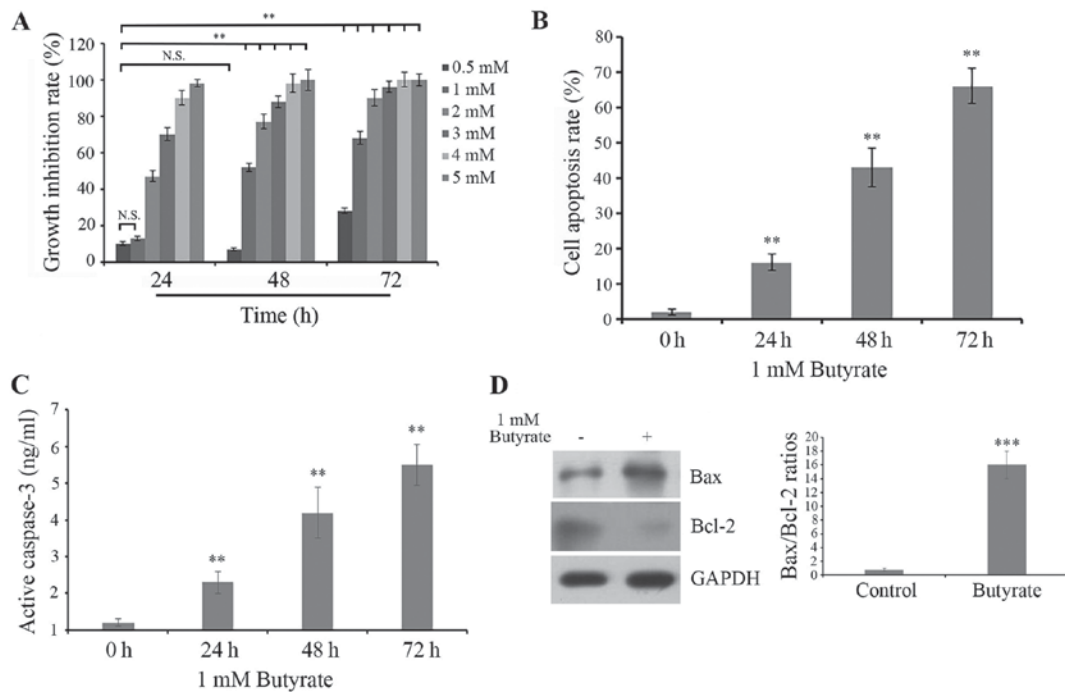 A
**
**
N.S.
N.S.
Growth inhibition rate (%)
120
100
80
60
40
20
0
24 48 72
Time (h)
0.5 mM
1 mM
2 mM
3 mM
4 mM
5 mM
B
Cell apoptosis rate (%)
80
70
60
50
40
30
20
10
0
**
**
**
0 h 24 h 48 h 72 h
1 mM Butyrate
C
Active caspase-3 (ng/ml)
7
6
5
4
3
2
1
**
**
**
0 h 24 h 48 h 72 h
1 mM Butyrate
D
1 mM
Butyrate - +
Bax
Bcl-2
GAPDH
Bax/Bcl-2 ratios
20
18
16
14
12
10
8
6
4
2
0
***
Control Butyrate